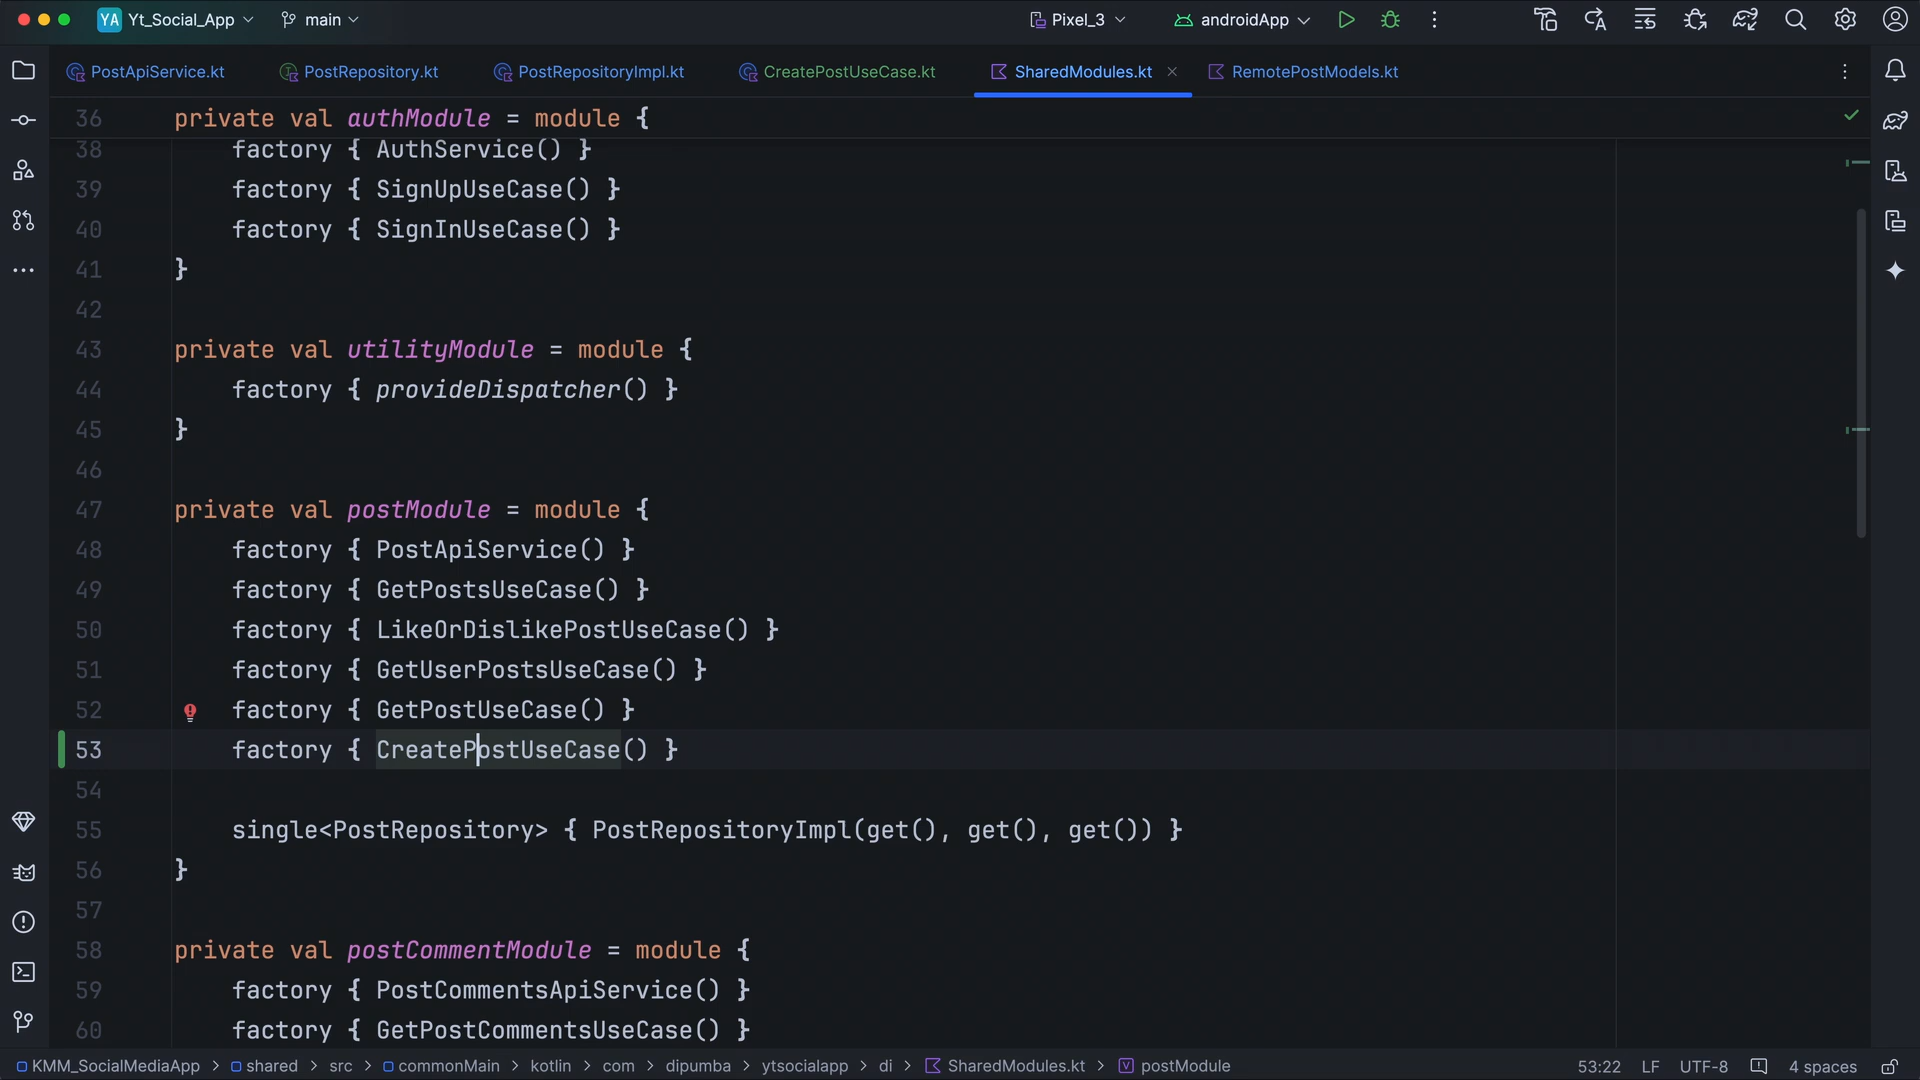 YA Yt_Social_App main Pixel_3 androidApp
PostApiService.kt PostRepository.kt PostRepositoryImpl.kt CreatePostUseCase.kt SharedModules.kt RemotePostModels.kt
36 private val authModule = module {
38 factory { AuthService() }
39 factory { SignUpUseCase() }
40 factory { SignInUseCase() }
41 }
42
43 private val utilityModule = module {
44 factory { provideDispatcher() }
45 }
46
47 private val postModule = module {
48 factory { PostApiService() }
49 factory { GetPostsUseCase() }
50 factory { LikeOrDislikePostUseCase() }
51 factory { GetUserPostsUseCase() }
52 factory { GetPostUseCase() }
53 factory { CreatePostUseCase() }
54
55 single<PostRepository> { PostRepositoryImpl(get(), get(), get()) }
56 }
57
58 private val postCommentModule = module {
59 factory { PostCommentsApiService() }
60 factory { GetPostCommentsUseCase() }
KMM_SocialMediaApp > shared > src > commonMain > kotlin > com > dipumba > ytsocialapp > di > SharedModules.kt > postModule 53:22 LF UTF-8 4 spaces